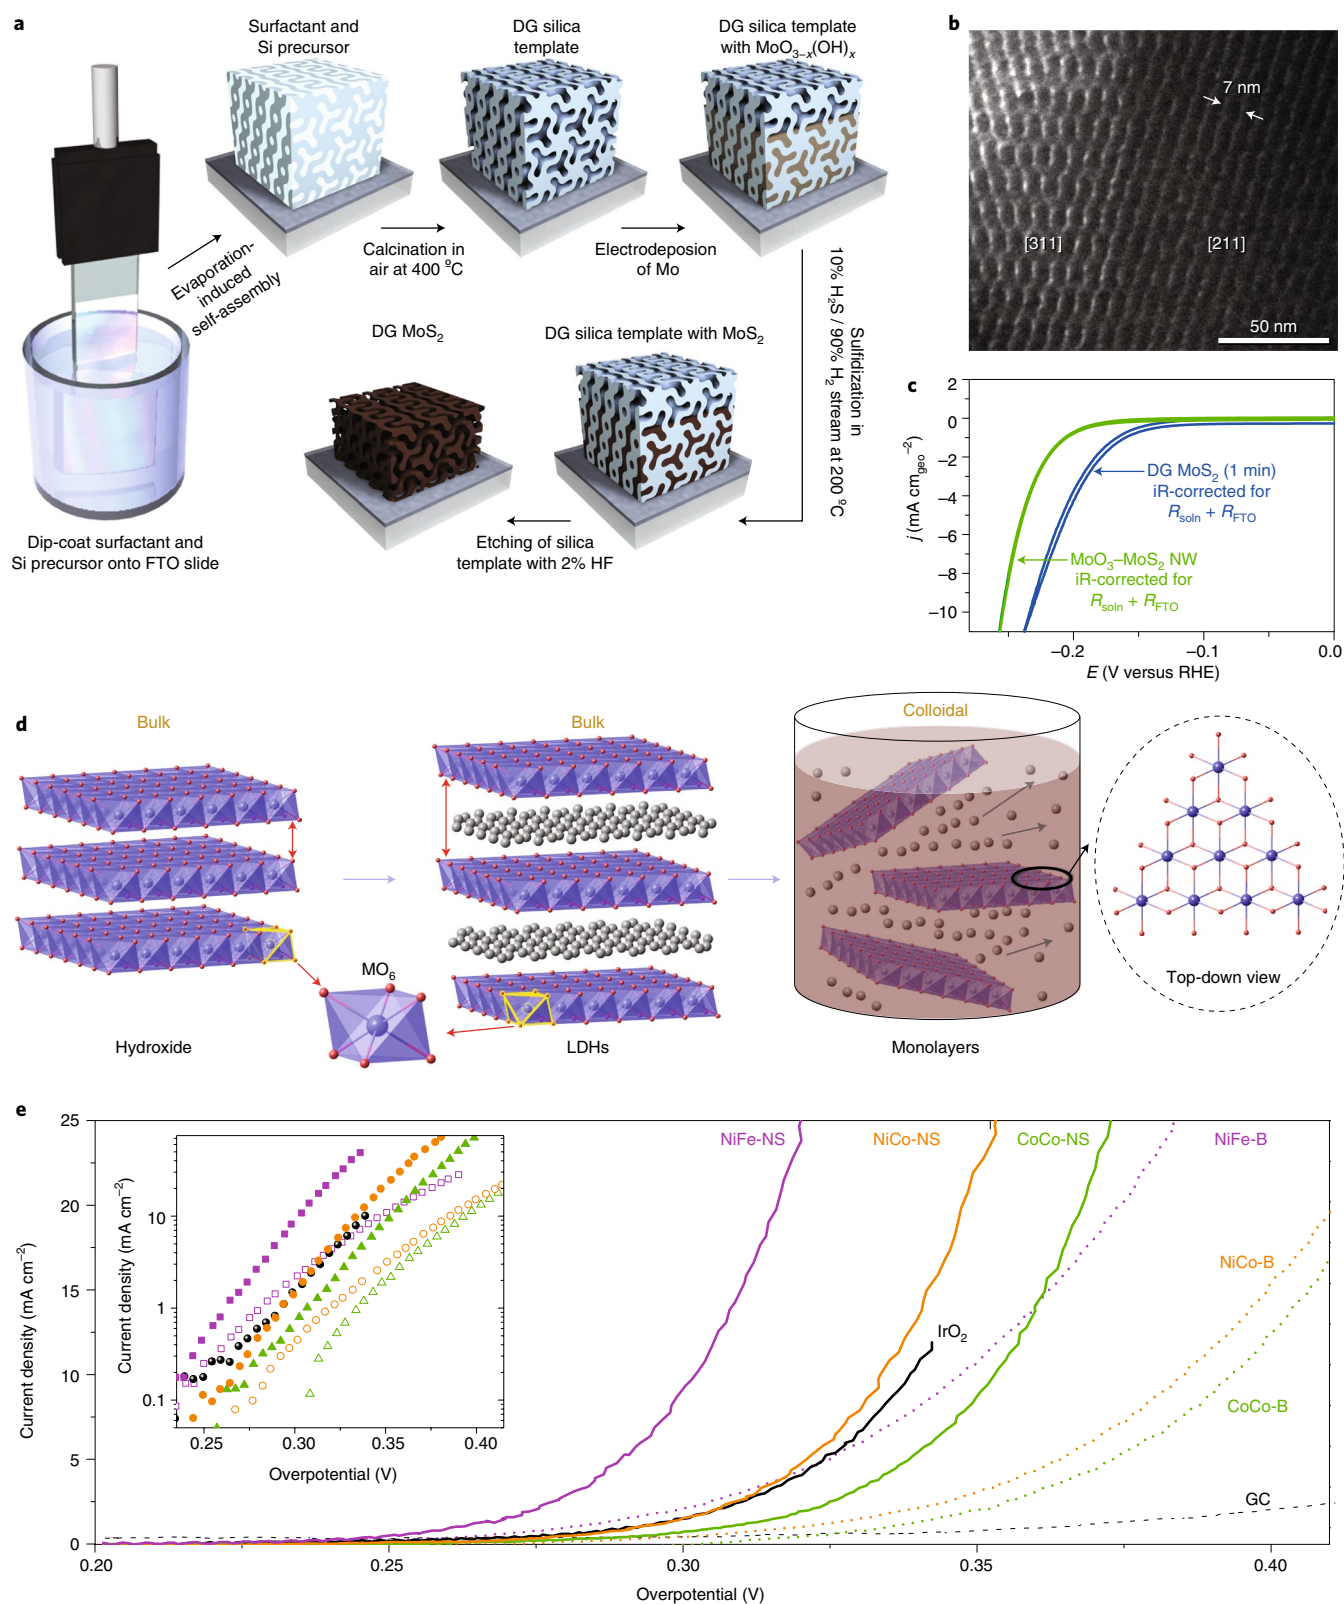 a
Surfactant and
Si precursor
DG silica
template
DG silica template
with MoO₃₋ₓ(OH)ₓ
Evaporation-
induced
self-assembly
Calcination in
air at 400 °C
Electrodeposition
of Mo
Sulfidization in
10% H₂S / 90% H₂ stream at 200 °C
DG MoS₂
DG silica template with MoS₂
Etching of silica
template with 2% HF
Dip-coat surfactant and
Si precursor onto FTO slide
b
7 nm
[311]
[211]
50 nm
c
2
0
–2
–4
–6
–8
–10
j (mA cm_geo⁻²)
DG MoS₂ (1 min)
iR-corrected for
R_soln + R_FTO
MoO₃–MoS₂ NW
iR-corrected for
R_soln + R_FTO
–0.2
–0.1
0.0
E (V versus RHE)
d
Bulk
Bulk
Colloidal
MO₆
Top-down view
Hydroxide
LDHs
Monolayers
e
25
20
15
10
5
0
Current density (mA cm⁻²)
NiFe-NS
NiCo-NS
CoCo-NS
NiFe-B
NiCo-B
IrO₂
CoCo-B
GC
10
1
0.1
Current density (mA cm⁻²)
0.25
0.30
0.35
0.40
Overpotential (V)
0.20
0.25
0.30
0.35
0.40
Overpotential (V)